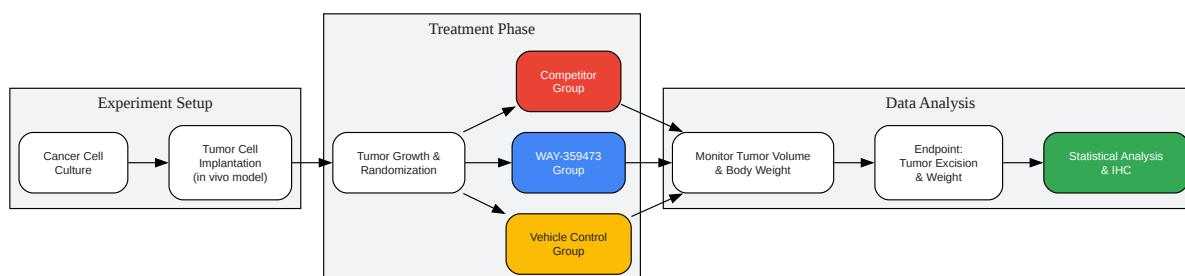 Experiment Setup
Cancer Cell
Culture
Tumor Cell
Implantation
(in vivo model)
Treatment Phase
Tumor Growth &
Randomization
Competitor
Group
WAY-359473
Group
Vehicle Control
Group
Data Analysis
Monitor Tumor Volume
& Body Weight
Endpoint:
Tumor Excision
& Weight
Statistical Analysis
& IHC